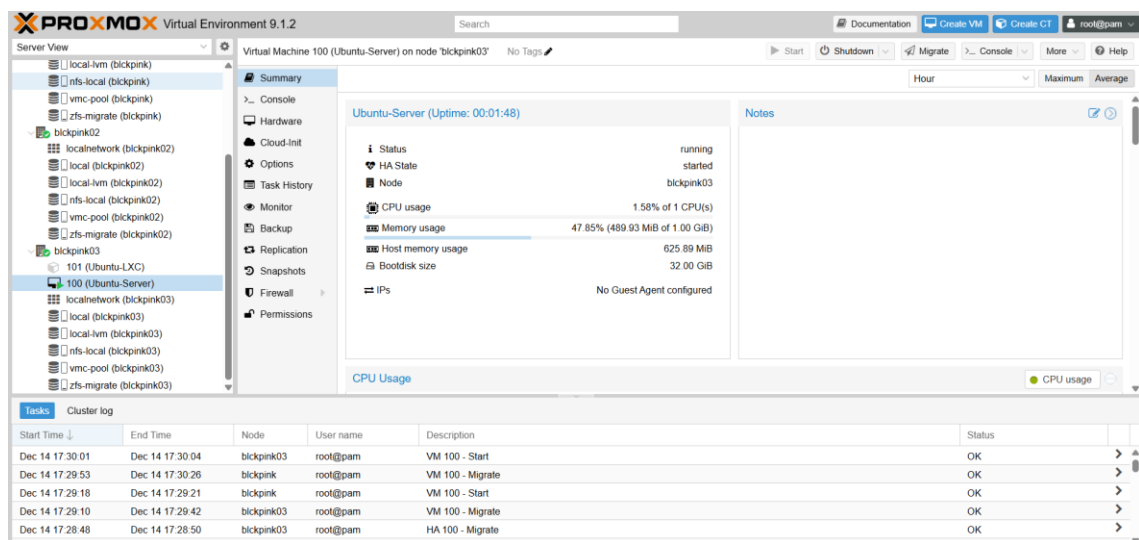 PROXMOX Virtual Environment 9.1.2
Search
Documentation
Create VM
Create CT
root@pam
Server View
local-lvm (blckpink)
nfs-local (blckpink)
vmc-pool (blckpink)
zfs-migrate (blckpink)
blckpink02
localnetwork (blckpink02)
local (blckpink02)
local-lvm (blckpink02)
nfs-local (blckpink02)
vmc-pool (blckpink02)
zfs-migrate (blckpink02)
blckpink03
101 (Ubuntu-LXC)
100 (Ubuntu-Server)
localnetwork (blckpink03)
local (blckpink03)
local-lvm (blckpink03)
nfs-local (blckpink03)
vmc-pool (blckpink03)
zfs-migrate (blckpink03)
Virtual Machine 100 (Ubuntu-Server) on node 'blckpink03'
No Tags
Start
Shutdown
Migrate
Console
More
Help
Summary
Console
Hardware
Cloud-Init
Options
Task History
Monitor
Backup
Replication
Snapshots
Firewall
Permissions
Hour
Maximum
Average
Ubuntu-Server (Uptime: 00:01:48)
Status running
HA State started
Node blckpink03
CPU usage 1.58% of 1 CPU(s)
Memory usage 47.85% (489.93 MiB of 1.00 GiB)
Host memory usage 625.89 MiB
Bootdisk size 32.00 GiB
IPs No Guest Agent configured
Notes
CPU Usage
CPU usage
Tasks
Cluster log
Start Time End Time Node User name Description Status
Dec 14 17:30:01 Dec 14 17:30:04 blckpink03 root@pam VM 100 - Start OK
Dec 14 17:29:53 Dec 14 17:30:26 blckpink root@pam VM 100 - Migrate OK
Dec 14 17:29:18 Dec 14 17:29:21 blckpink root@pam VM 100 - Start OK
Dec 14 17:29:10 Dec 14 17:29:42 blckpink03 root@pam VM 100 - Migrate OK
Dec 14 17:28:48 Dec 14 17:28:50 blckpink03 root@pam HA 100 - Migrate OK